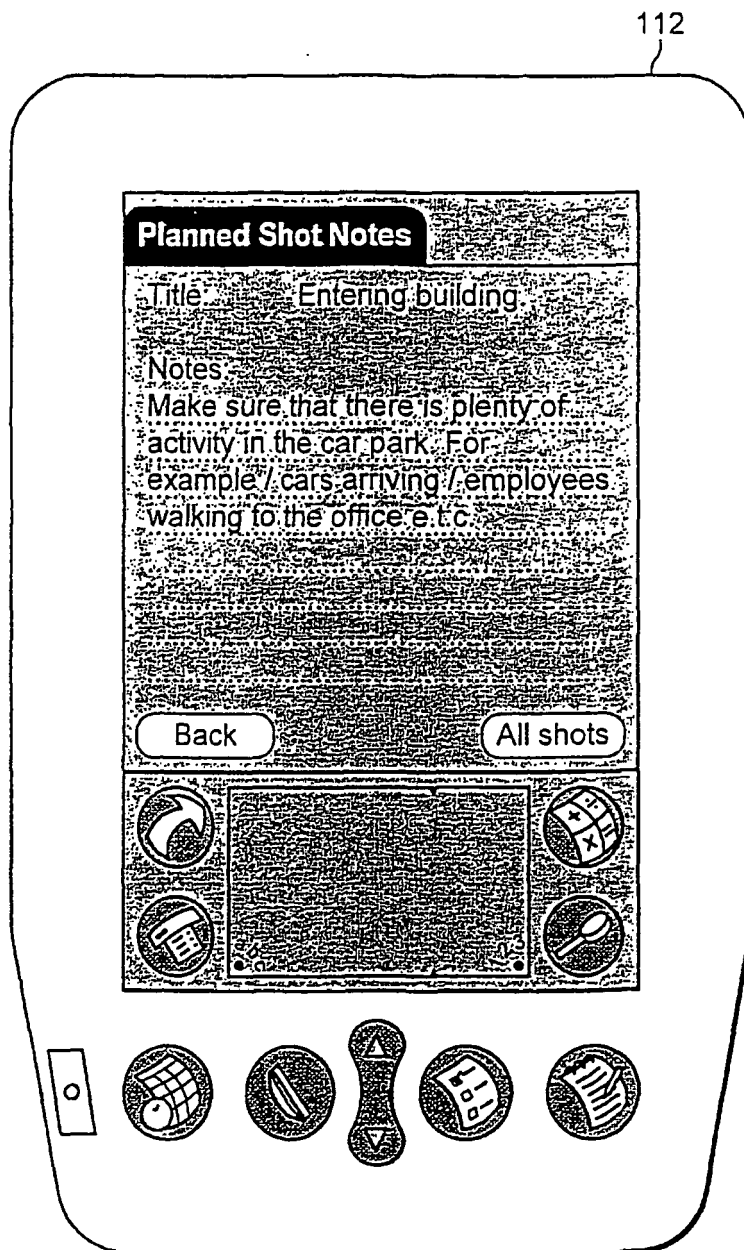 112
Planned Shot Notes
Title: Entering building.
Notes:
Make sure that there is plenty of
activity in the car park. For
example / cars arriving / employees
walking to the office e.t.c.
Back
All shots